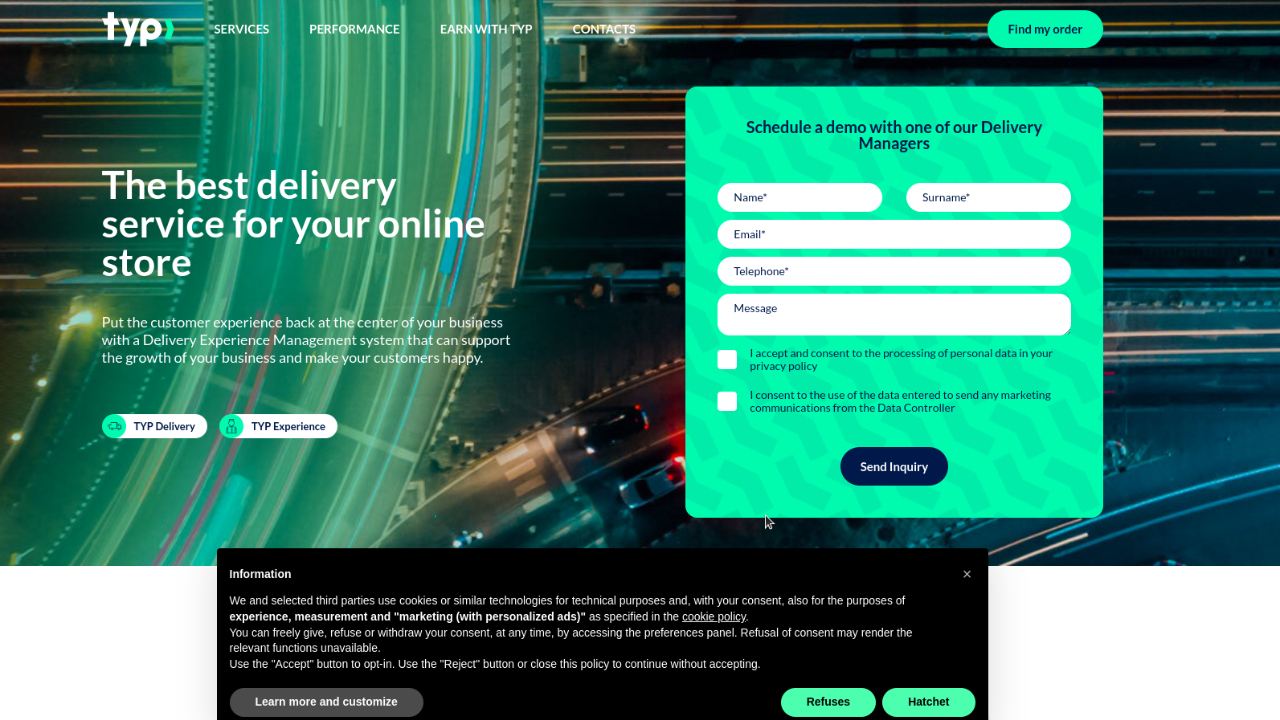 typ
SERVICES
PERFORMANCE
EARN WITH TYP
CONTACTS
Find my order
The best delivery
service for your online
store
Put the customer experience back at the center of your business
with a Delivery Experience Management system that can support
the growth of your business and make your customers happy.
TYP Delivery
TYP Experience
Schedule a demo with one of our Delivery
Managers
Name*
Surname*
Email*
Telephone*
Message
I accept and consent to the processing of personal data in your
privacy policy
I consent to the use of the data entered to send any marketing
communications from the Data Controller
Send Inquiry
Information
×
We and selected third parties use cookies or similar technologies for technical purposes and, with your consent, also for the purposes of
experience, measurement and "marketing (with personalized ads)" as specified in the cookie policy.
You can freely give, refuse or withdraw your consent, at any time, by accessing the preferences panel. Refusal of consent may render the
relevant functions unavailable.
Use the "Accept" button to opt-in. Use the "Reject" button or close this policy to continue without accepting.
Learn more and customize
Refuses
Hatchet